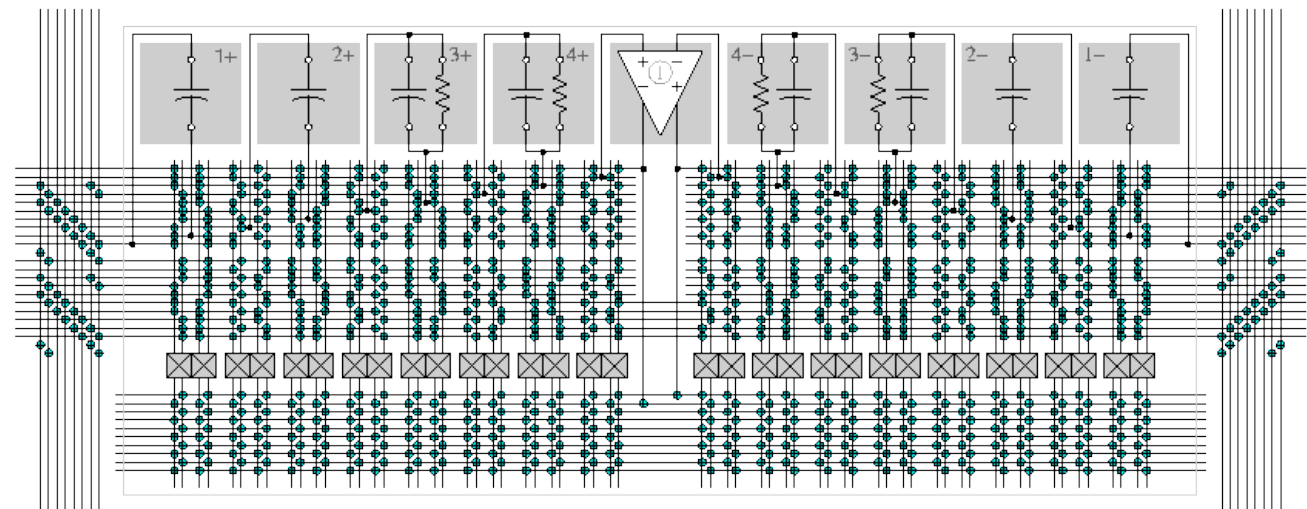 1+ 2+ 3+ 4+ 4− 3− 2− 1−
+ −
1
− +